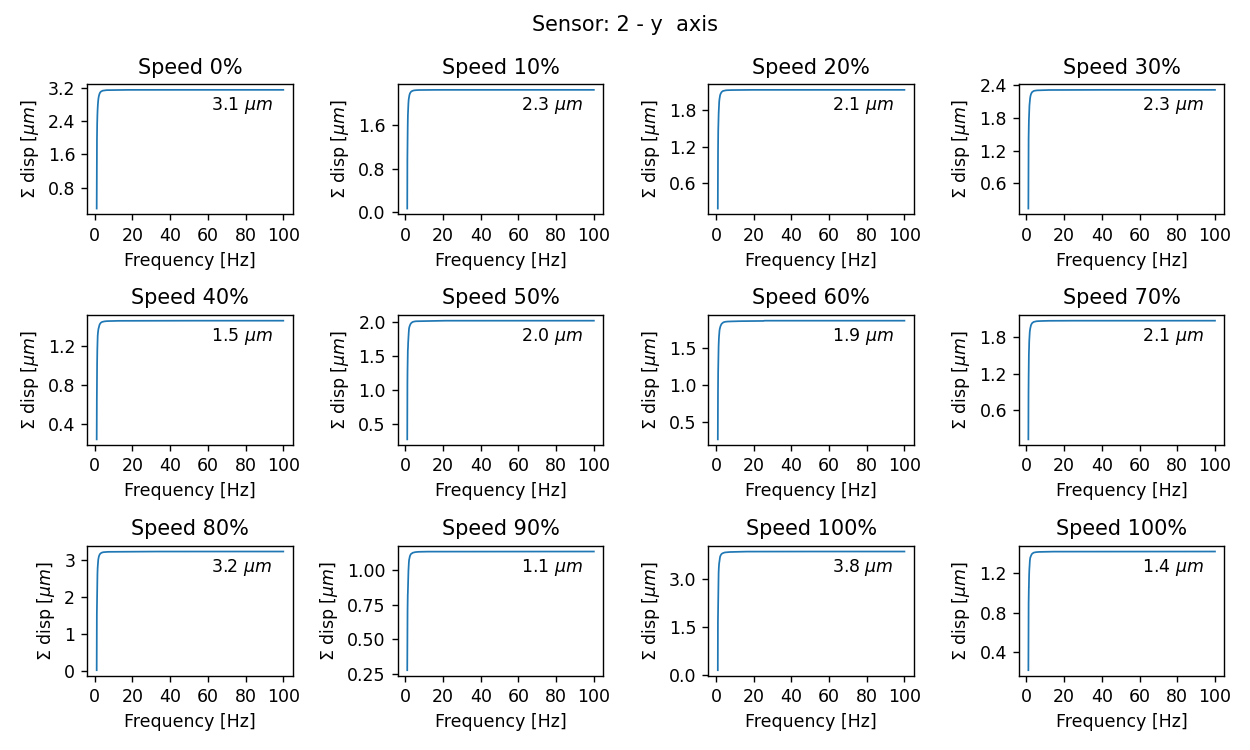 Sensor: 2 - y  axis
Speed 0%
Speed 10%
Speed 20%
Speed 30%
3.2
2.4
1.6
0.8
Σ disp [μm]
3.1 μm
0 20 40 60 80 100
Frequency [Hz]
1.6
0.8
0.0
Σ disp [μm]
2.3 μm
0 20 40 60 80 100
Frequency [Hz]
1.8
1.2
0.6
Σ disp [μm]
2.1 μm
0 20 40 60 80 100
Frequency [Hz]
2.4
1.8
1.2
0.6
Σ disp [μm]
2.3 μm
0 20 40 60 80 100
Frequency [Hz]
Speed 40%
Speed 50%
Speed 60%
Speed 70%
1.2
0.8
0.4
Σ disp [μm]
1.5 μm
0 20 40 60 80 100
Frequency [Hz]
2.0
1.5
1.0
0.5
Σ disp [μm]
2.0 μm
0 20 40 60 80 100
Frequency [Hz]
1.5
1.0
0.5
Σ disp [μm]
1.9 μm
0 20 40 60 80 100
Frequency [Hz]
1.8
1.2
0.6
Σ disp [μm]
2.1 μm
0 20 40 60 80 100
Frequency [Hz]
Speed 80%
Speed 90%
Speed 100%
Speed 100%
3
2
1
0
Σ disp [μm]
3.2 μm
0 20 40 60 80 100
Frequency [Hz]
1.00
0.75
0.50
0.25
Σ disp [μm]
1.1 μm
0 20 40 60 80 100
Frequency [Hz]
3.0
1.5
0.0
Σ disp [μm]
3.8 μm
0 20 40 60 80 100
Frequency [Hz]
1.2
0.8
0.4
Σ disp [μm]
1.4 μm
0 20 40 60 80 100
Frequency [Hz]